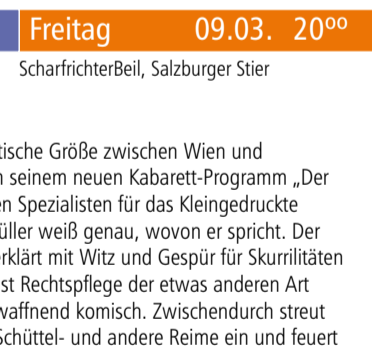 Freitag 09.03. 20⁰⁰
ScharfrichterBeil, Salzburger Stier
tische Größe zwischen Wien und
n seinem neuen Kabarett-Programm „Der
en Spezialisten für das Kleingedruckte
üller weiß genau, wovon er spricht. Der
erklärt mit Witz und Gespür für Skurrilitäten
st Rechtspflege der etwas anderen Art
waffnend komisch. Zwischendurch streut
Schüttel- und andere Reime ein und feuert